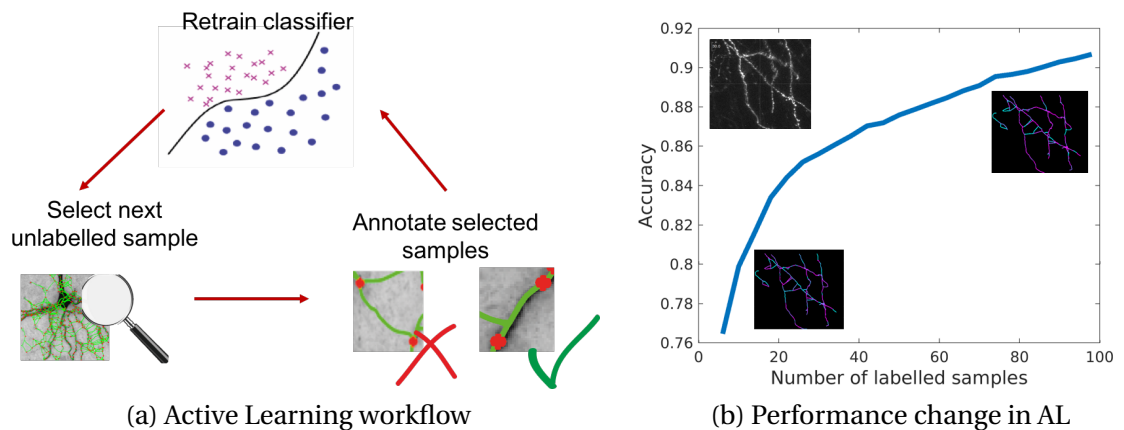 Retrain classifier
Select next
unlabelled sample
Annotate selected
samples
(a) Active Learning workflow
0.92
0.9
0.88
0.86
0.84
0.82
0.8
0.78
0.76
Accuracy
0
20
40
60
80
100
Number of labelled samples
(b) Performance change in AL